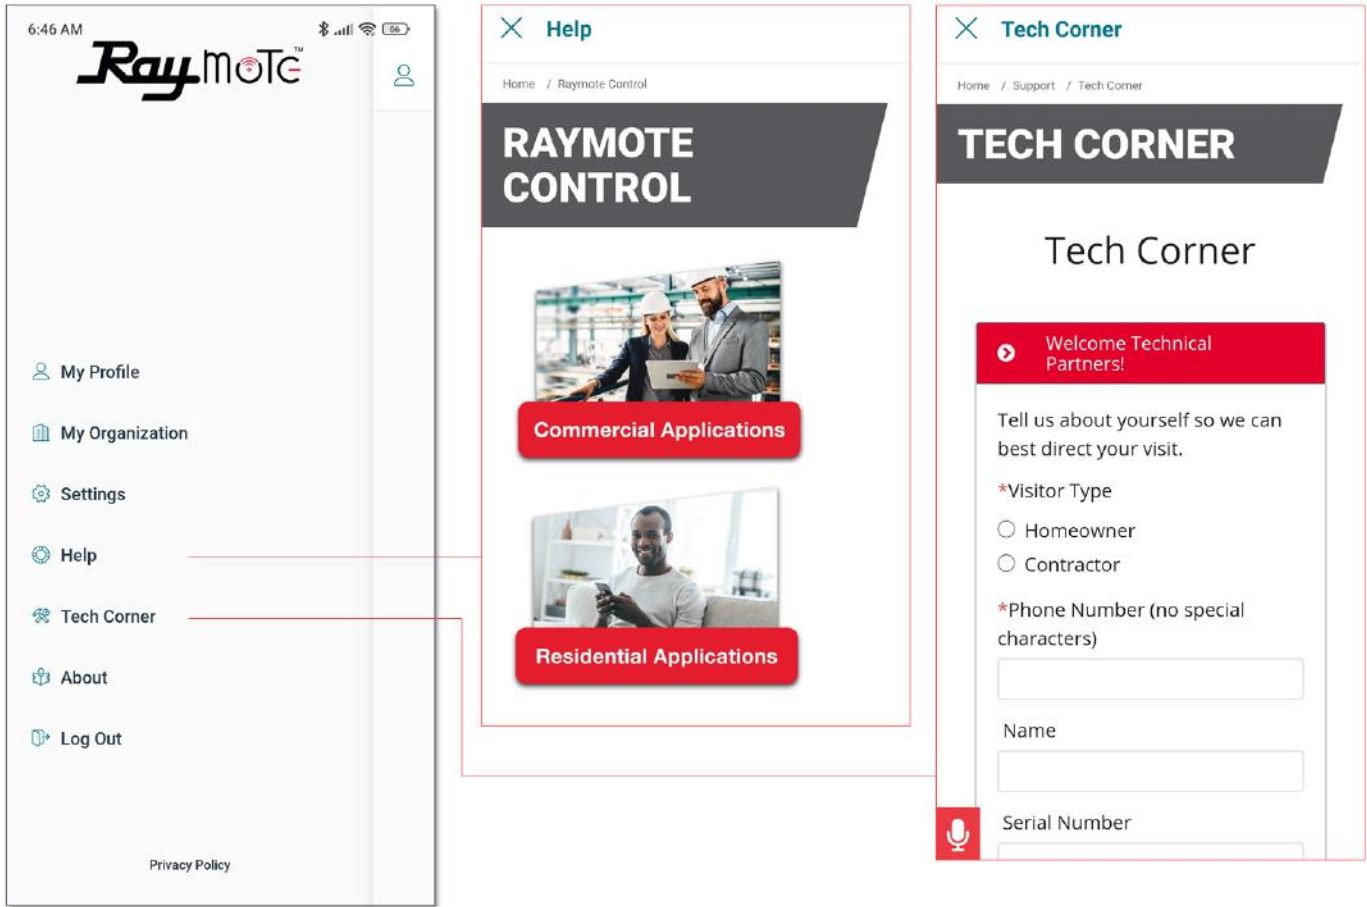 6:46 AM
66
Raymote™
My Profile
My Organization
Settings
Help
Tech Corner
About
Log Out
Privacy Policy
Help
Home / Raymote Control
RAYMOTE
CONTROL
Commercial Applications
Residential Applications
Tech Corner
Home / Support / Tech Corner
TECH CORNER
Tech Corner
Welcome Technical
Partners!
Tell us about yourself so we can
best direct your visit.
*Visitor Type
Homeowner
Contractor
*Phone Number (no special
characters)
Name
Serial Number